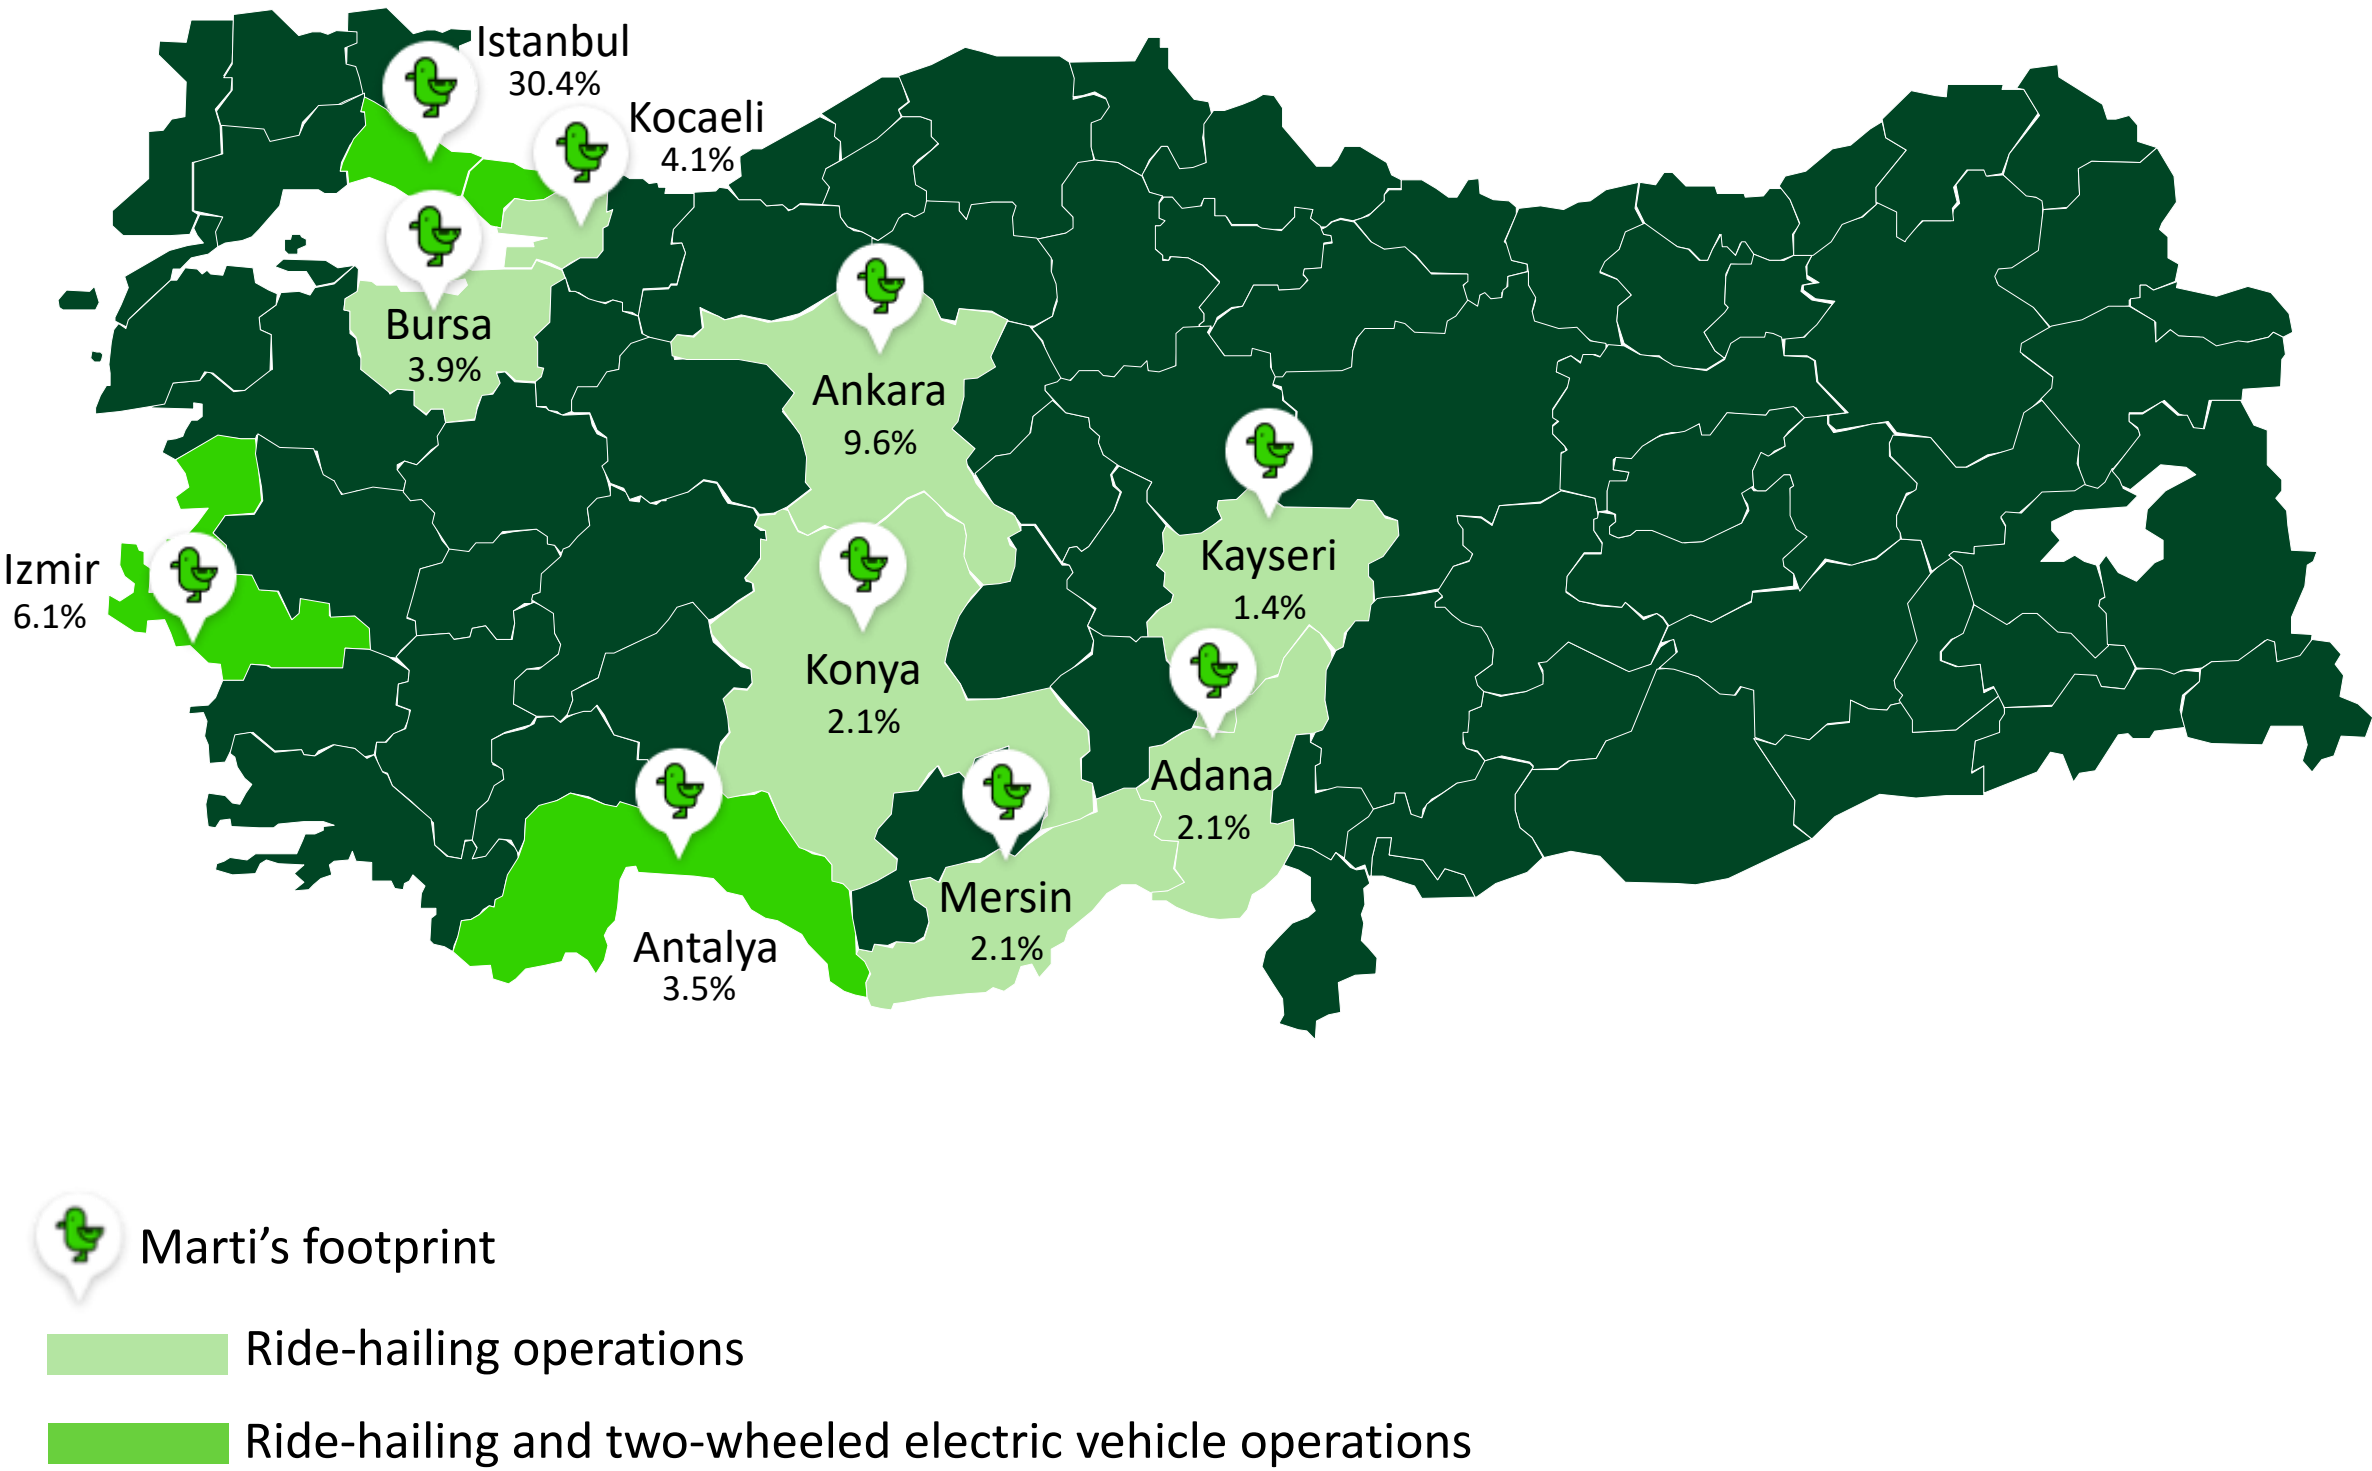 Istanbul
30.4%
Kocaeli
4.1%
Bursa
3.9%
Ankara
9.6%
Izmir
6.1%
Kayseri
1.4%
Konya
2.1%
Adana
2.1%
Mersin
2.1%
Antalya
3.5%
Marti’s footprint
Ride-hailing operations
Ride-hailing and two-wheeled electric vehicle operations